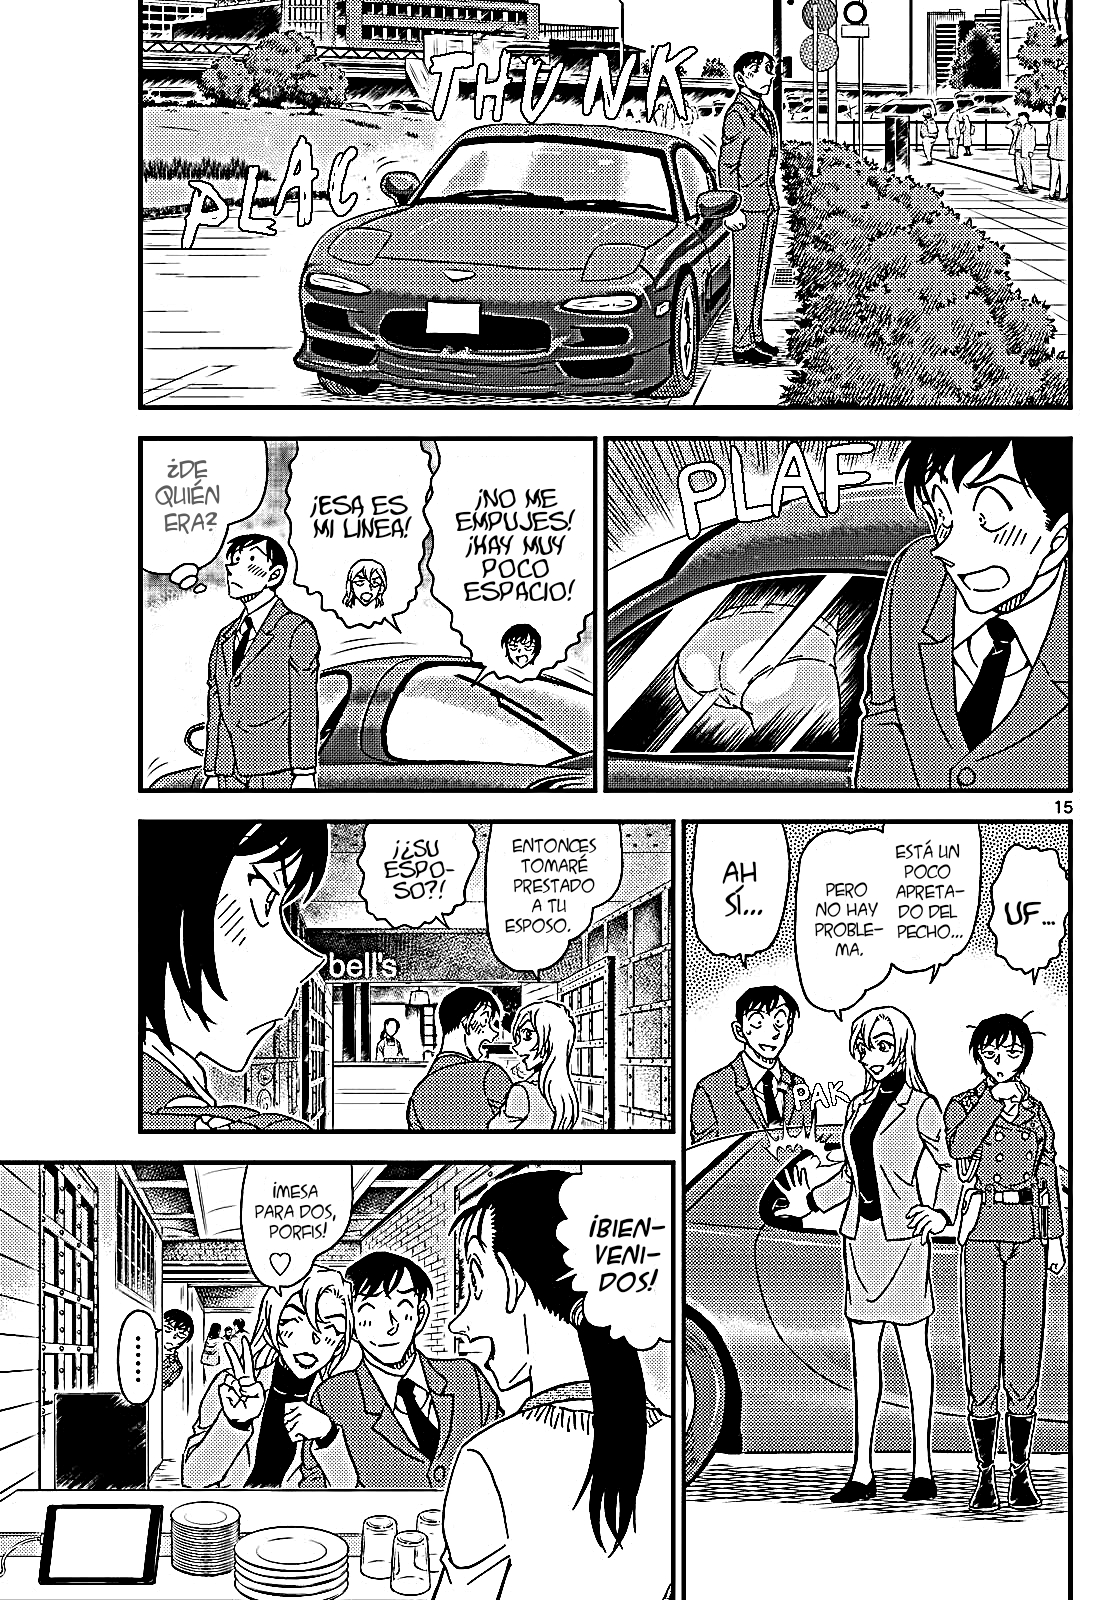 THUNK
PLAC
PLAF
¡NO ME
EMPUJES!
¡HAY MUY
POCO
ESPACIO!
¡ESA ES
MI LINEA!
¿DE
QUIÉN
ERA?
15
UF...
ESTÁ UN
POCO
APRETA-
DO DEL
PECHO...
PERO
NO HAY
PROBLE-
MA.
AH
SÍ...
PAK
ENTONCES
TOMARÉ
PRESTADO
A TU
ESPOSO.
¡¿SU
ESPO-
SO?!
bell's
¡BIEN-
VENI-
DOS!
¡MESA
PARA DOS,
PORFIS!
♡
......